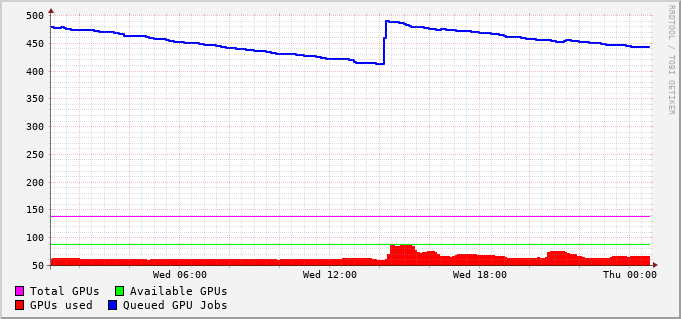 500
450
400
350
300
250
200
150
100
50
Wed 06:00 Wed 12:00 Wed 18:00 Thu 00:00
Total GPUs Available GPUs
GPUs used Queued GPU Jobs
RRDTOOL / TOBI OETIKER